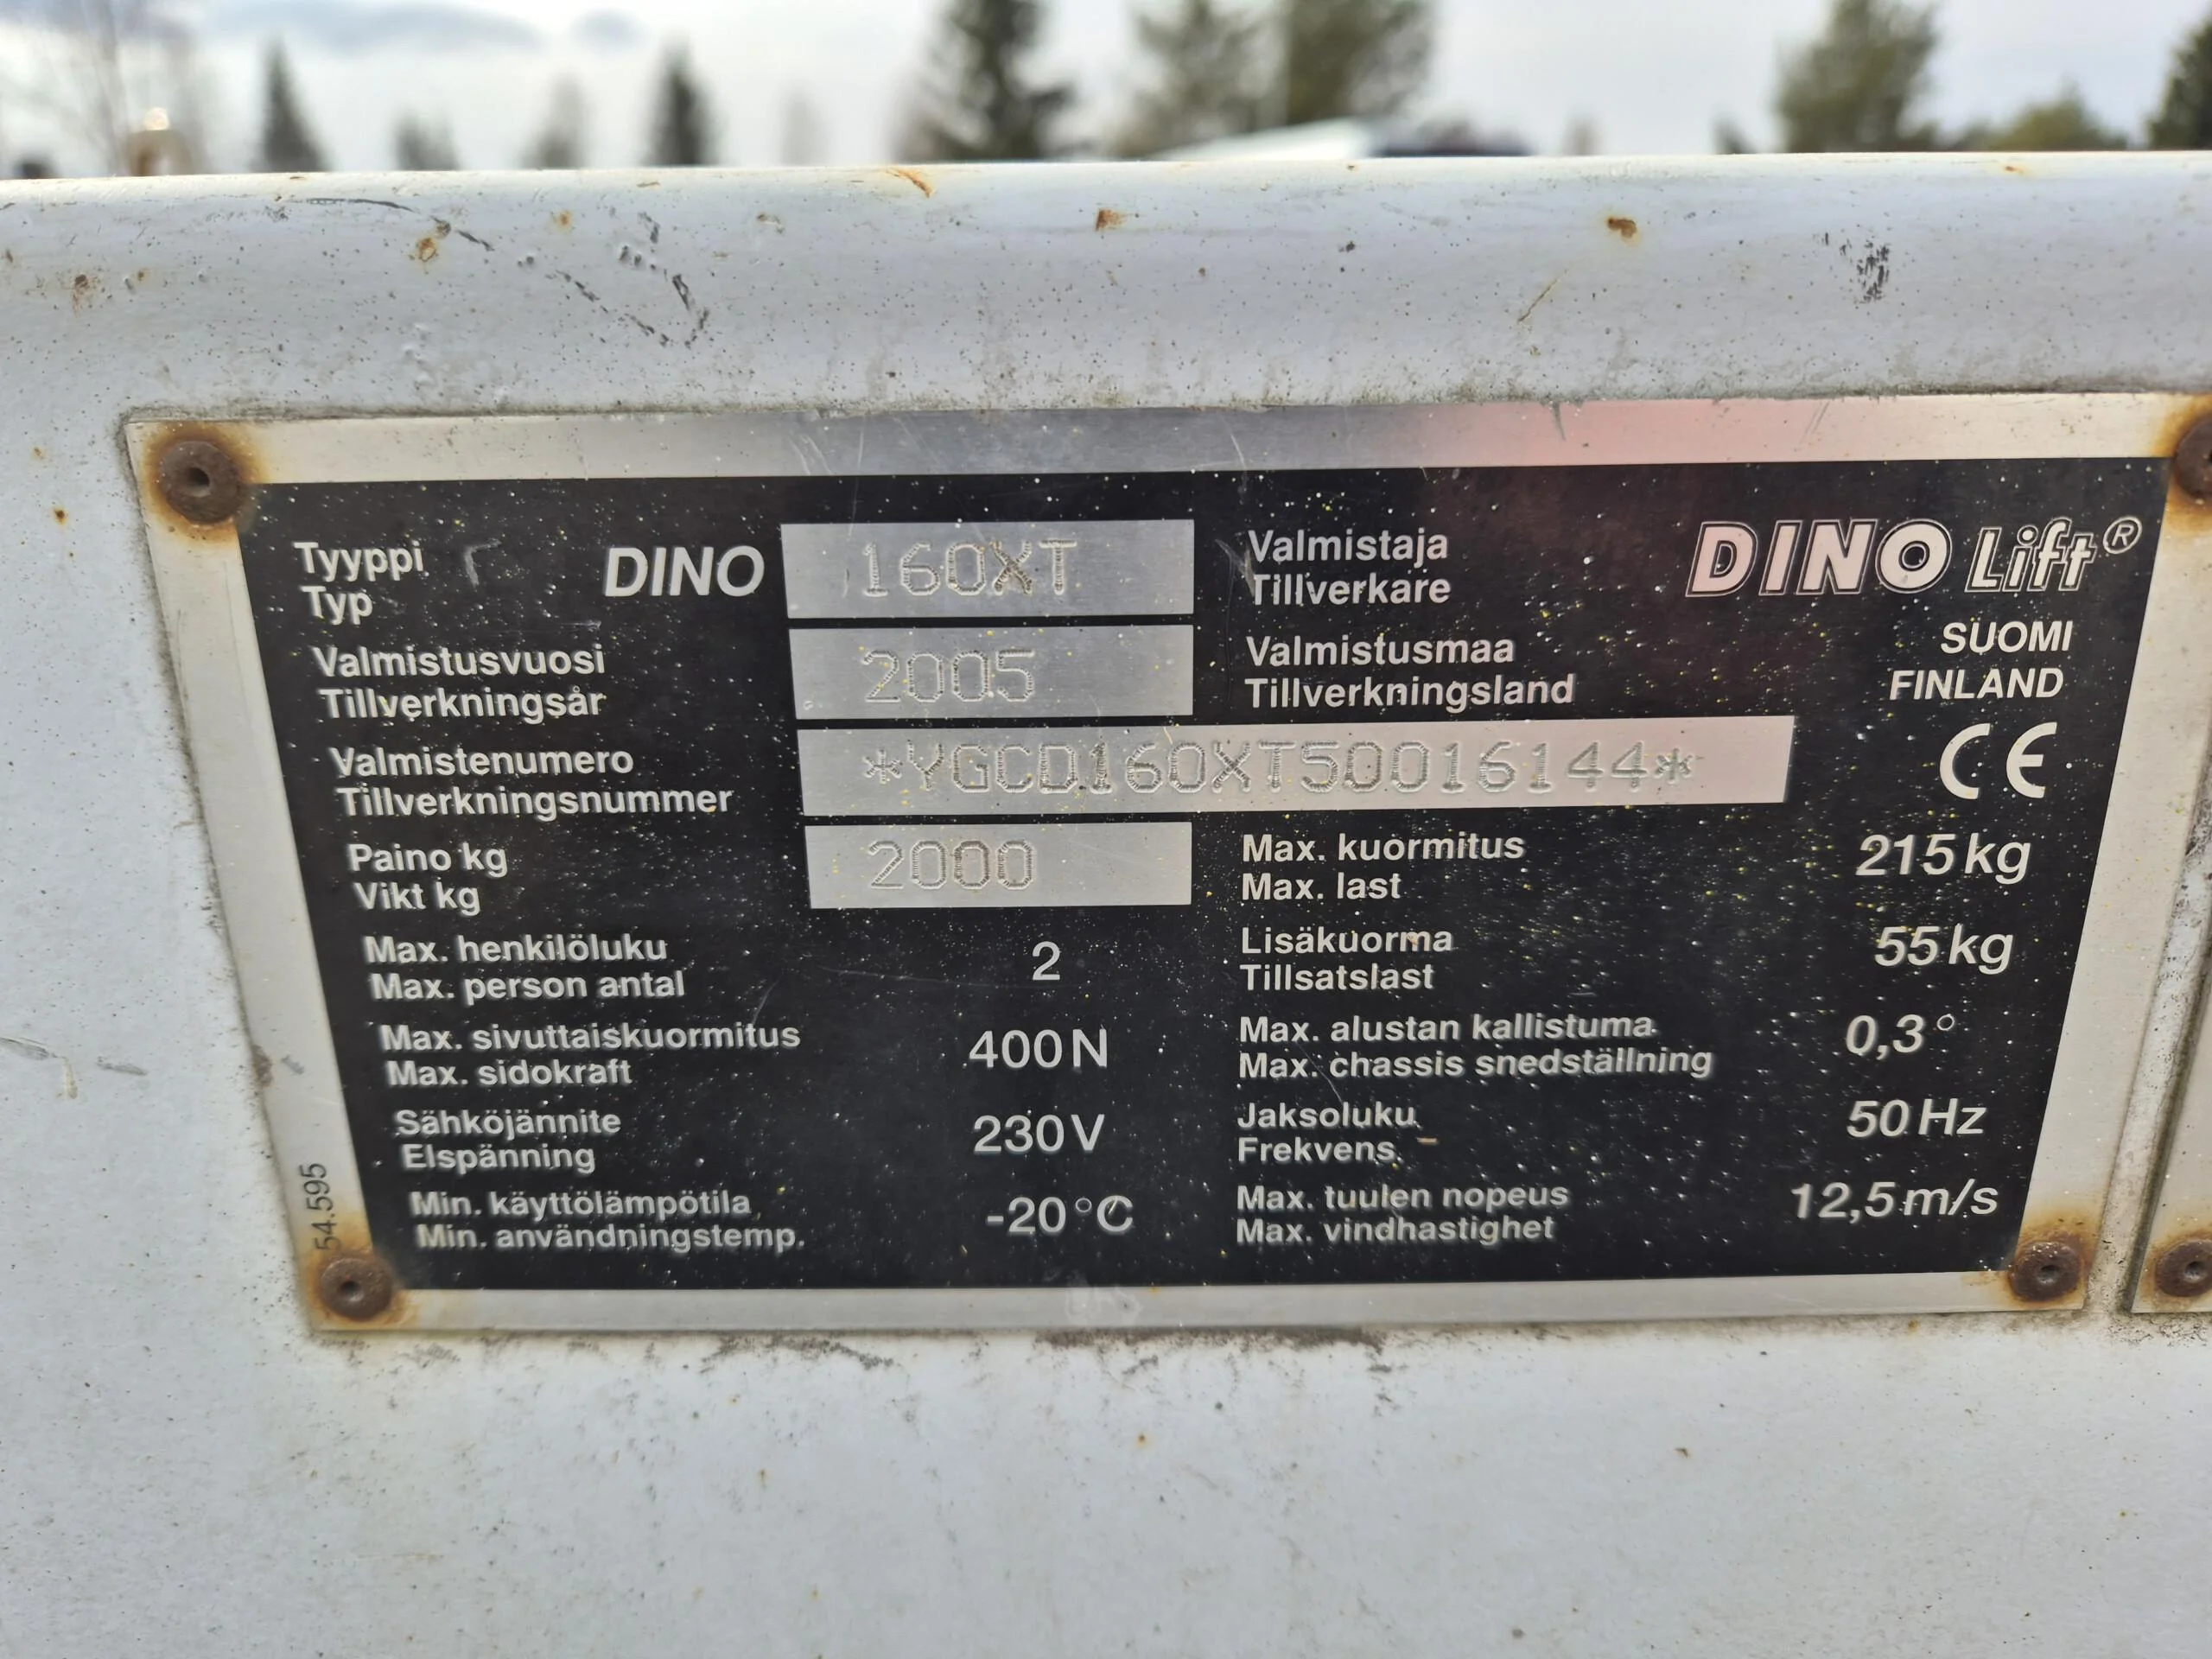 Tyyppi
Typ
DINO 160XT
Valmistaja
Tillverkare
DINO Lift®
Valmistusvuosi
Tillverkningsår
2005
Valmistusmaa
Tillverkningsland
SUOMI
FINLAND
Valmistenumero
Tillverkningsnummer
*YGCD160XT50016144*
CE
Paino kg
Vikt kg
2000
Max. kuormitus
Max. last
215 kg
Max. henkilöluku
Max. person antal
2
Lisäkuorma
Tillsatslast
55 kg
Max. sivuttaiskuormitus
Max. sidokraft
400 N
Max. alustan kallistuma
Max. chassis snedställning
0,3°
Sähköjännite
Elspänning
230 V
Jaksoluku
Frekvens
50 Hz
Min. käyttölämpötila
Min. användningstemp.
-20°C
Max. tuulen nopeus
Max. vindhastighet
12,5 m/s
54.595